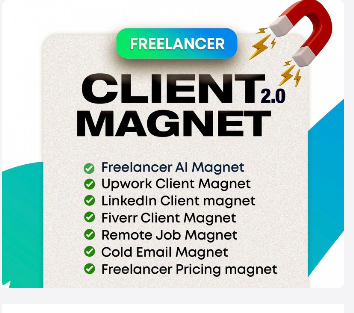 FREELANCER
CLIENT 2.0
MAGNET
Freelancer AI Magnet
Upwork Client Magnet
LinkedIn Client magnet
Fiverr Client Magnet
Remote Job Magnet
Cold Email Magnet
Freelancer Pricing magnet